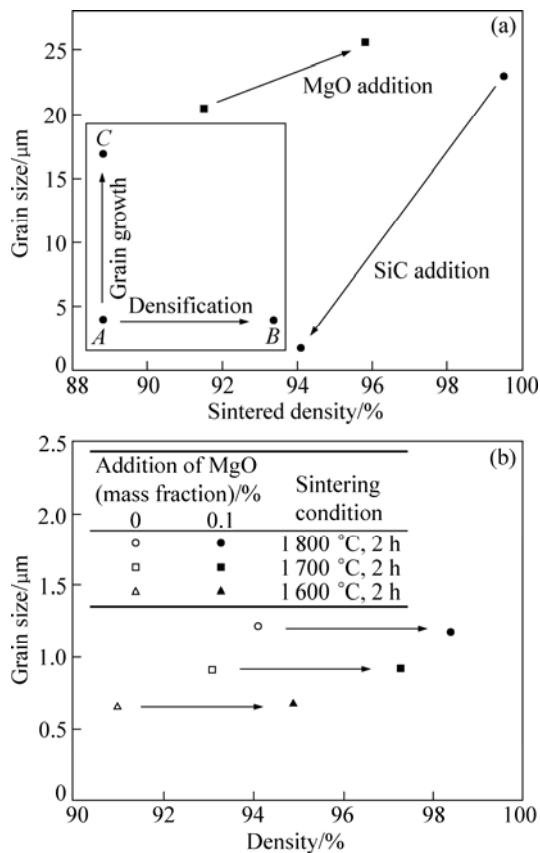 (a)
Grain size/μm
25
20
15
10
5
0
MgO addition
SiC addition
C
Grain growth
Densification
A
B
88 90 92 94 96 98 100
Sintered density/%
(b)
Grain size/μm
2.5
2.0
1.5
1.0
0.5
0
Addition of MgO
(mass fraction)/%
Sintering
condition
0 0.1
1 800 °C, 2 h
1 700 °C, 2 h
1 600 °C, 2 h
90 92 94 96 98 100
Density/%